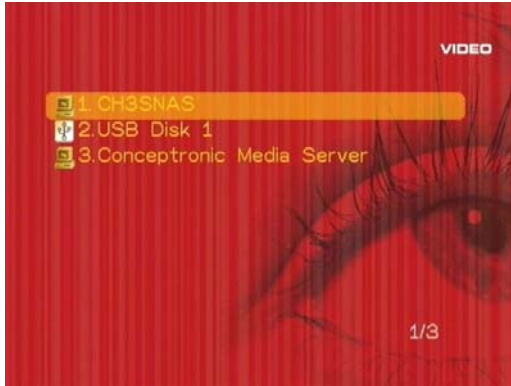 VIDEO
1. CH3SNAS
2.USB Disk 1
3.Conceptronic Media Server
1/3